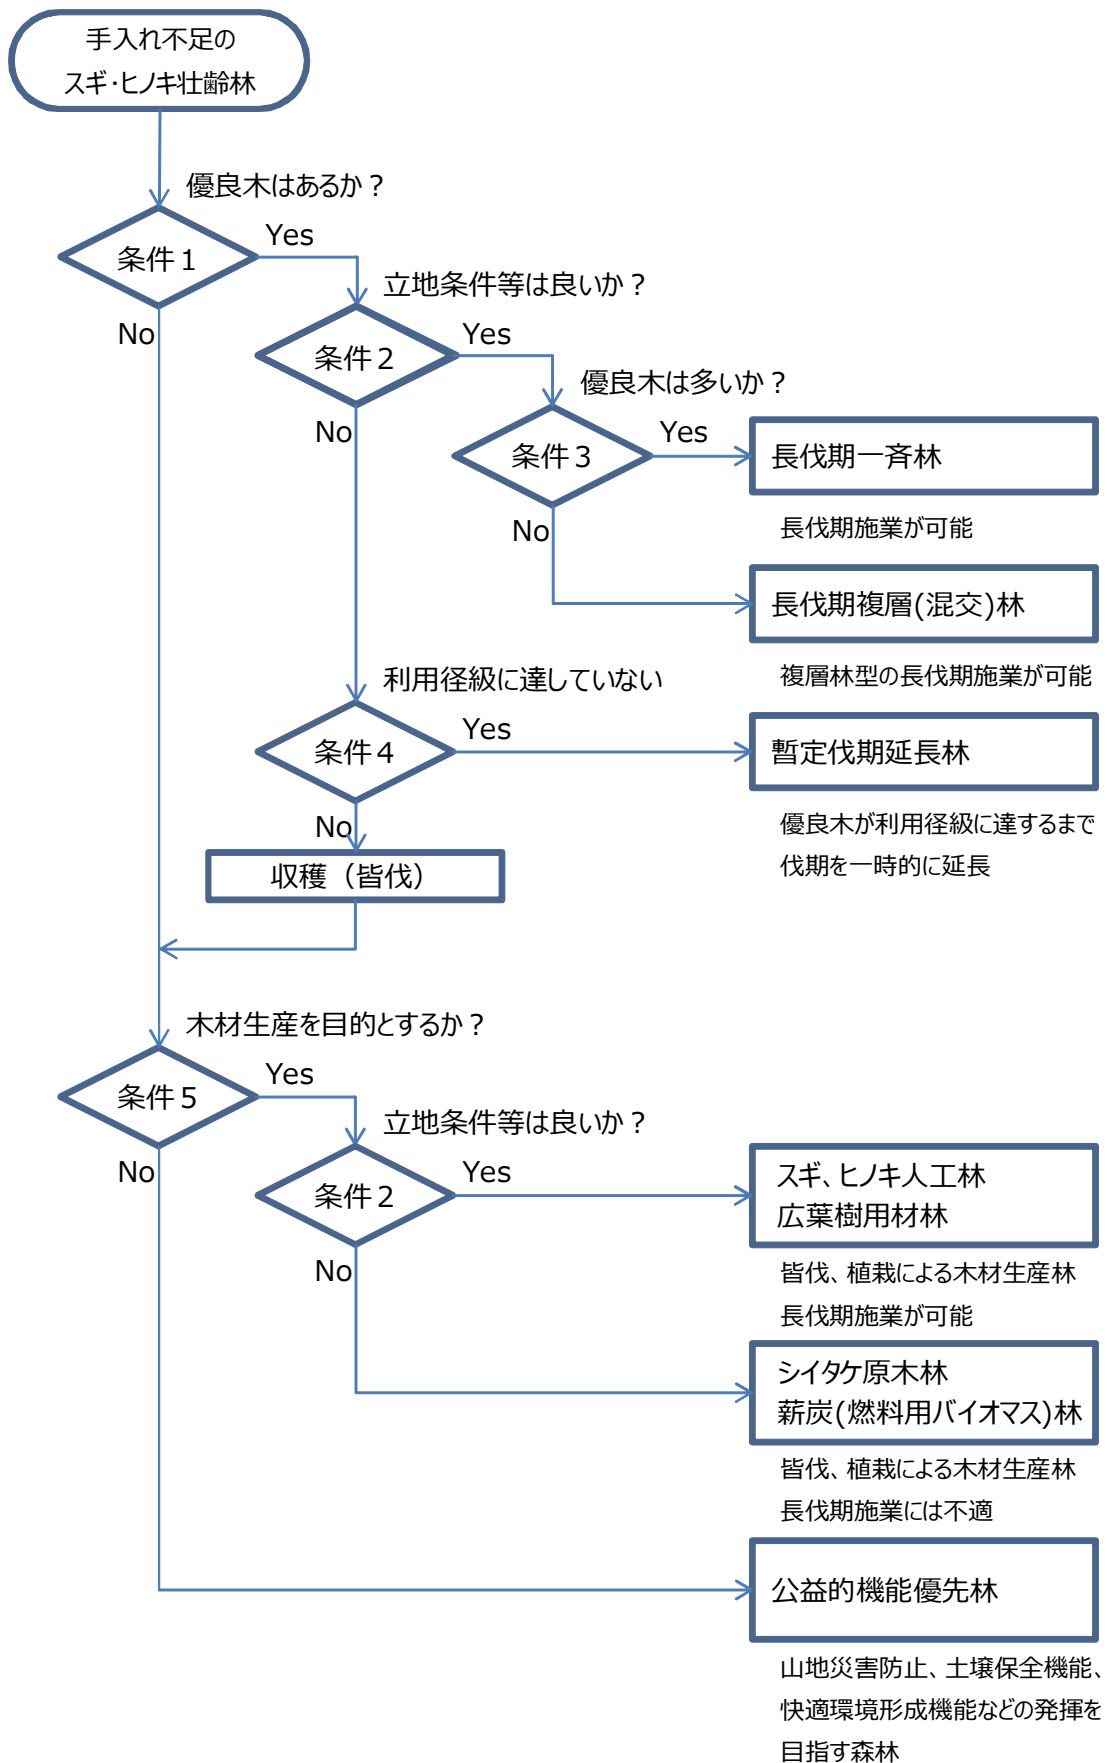 手入れ不足の
スギ・ヒノキ壮齢林
優良木はあるか？
条件１
Yes
No
立地条件等は良いか？
条件２
Yes
No
優良木は多いか？
条件３
Yes
No
長伐期一斉林
長伐期施業が可能
長伐期複層(混交)林
複層林型の長伐期施業が可能
利用径級に達していない
条件４
Yes
No
暫定伐期延長林
優良木が利用径級に達するまで
伐期を一時的に延長
収穫（皆伐）
木材生産を目的とするか？
条件５
Yes
No
立地条件等は良いか？
条件２
Yes
No
スギ、ヒノキ人工林
広葉樹用材林
皆伐、植栽による木材生産林
長伐期施業が可能
シイタケ原木林
薪炭(燃料用バイオマス)林
皆伐、植栽による木材生産林
長伐期施業には不適
公益的機能優先林
山地災害防止、土壌保全機能、
快適環境形成機能などの発揮を
目指す森林